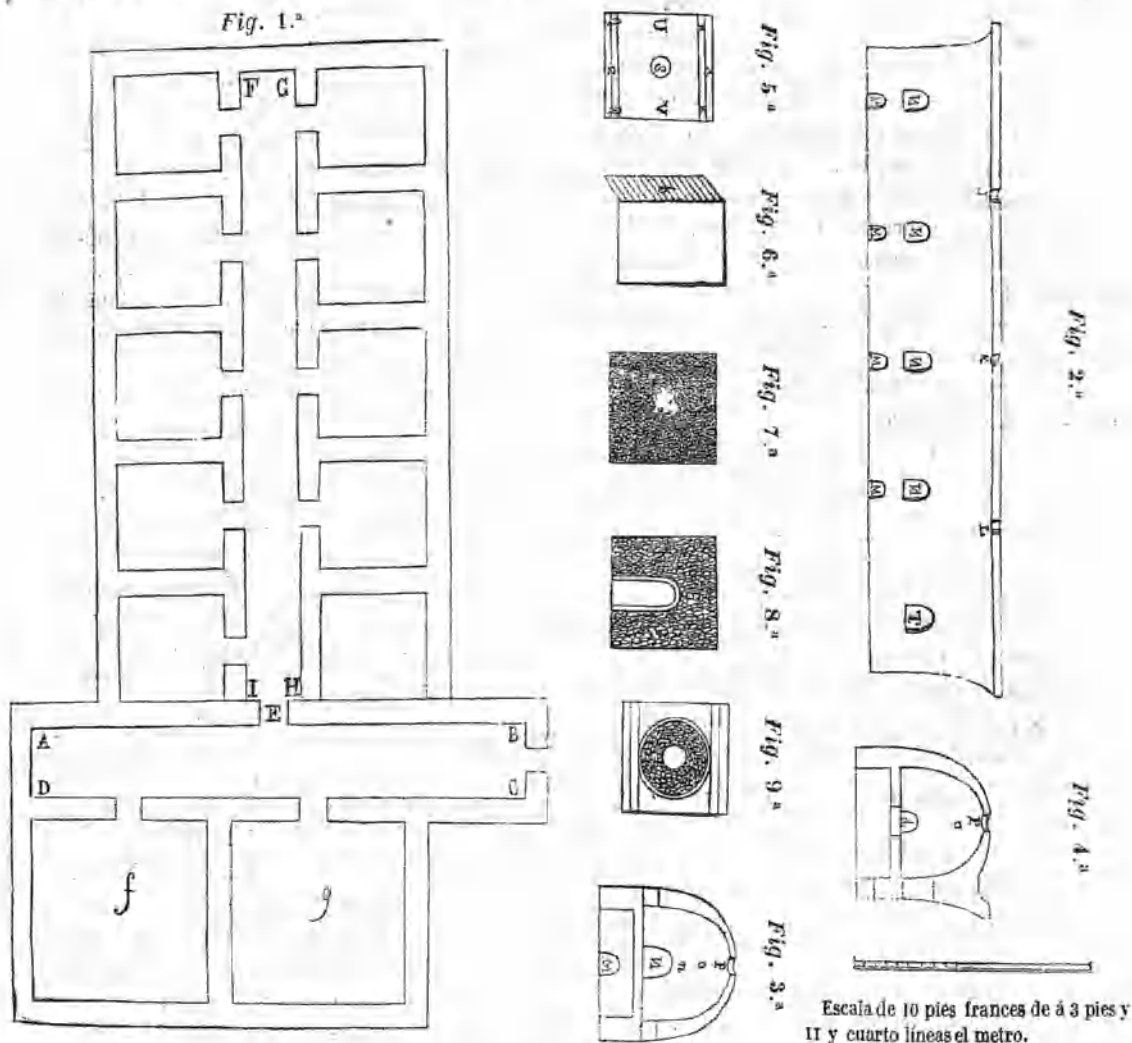 Fig. 1.ª
F G
I H
E
A B
D C
f g
Fig. 5.ª
U
V
Fig. 6.ª
Fig. 7.ª
Fig. 8.ª
Fig. 9.ª
Fig. 3.ª
N
M
Fig. 2.ª
N N N N T
M M M M
Fig. 4.ª
Escala de 10 pies frances de á 3 pies y
II y cuarto líneas el metro.